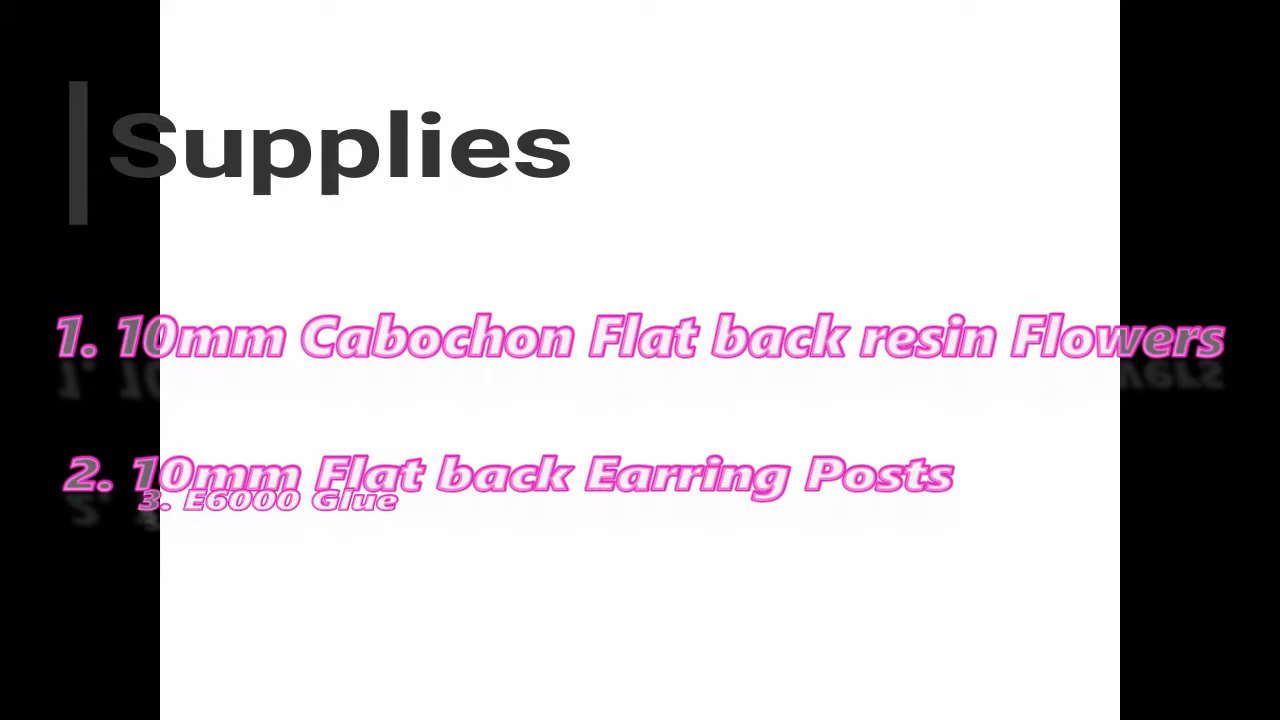 Supplies
1. 10mm Cabochon Flat back resin Flowers
2. 10mm Flat back Earring Posts
3. E6000 Glue